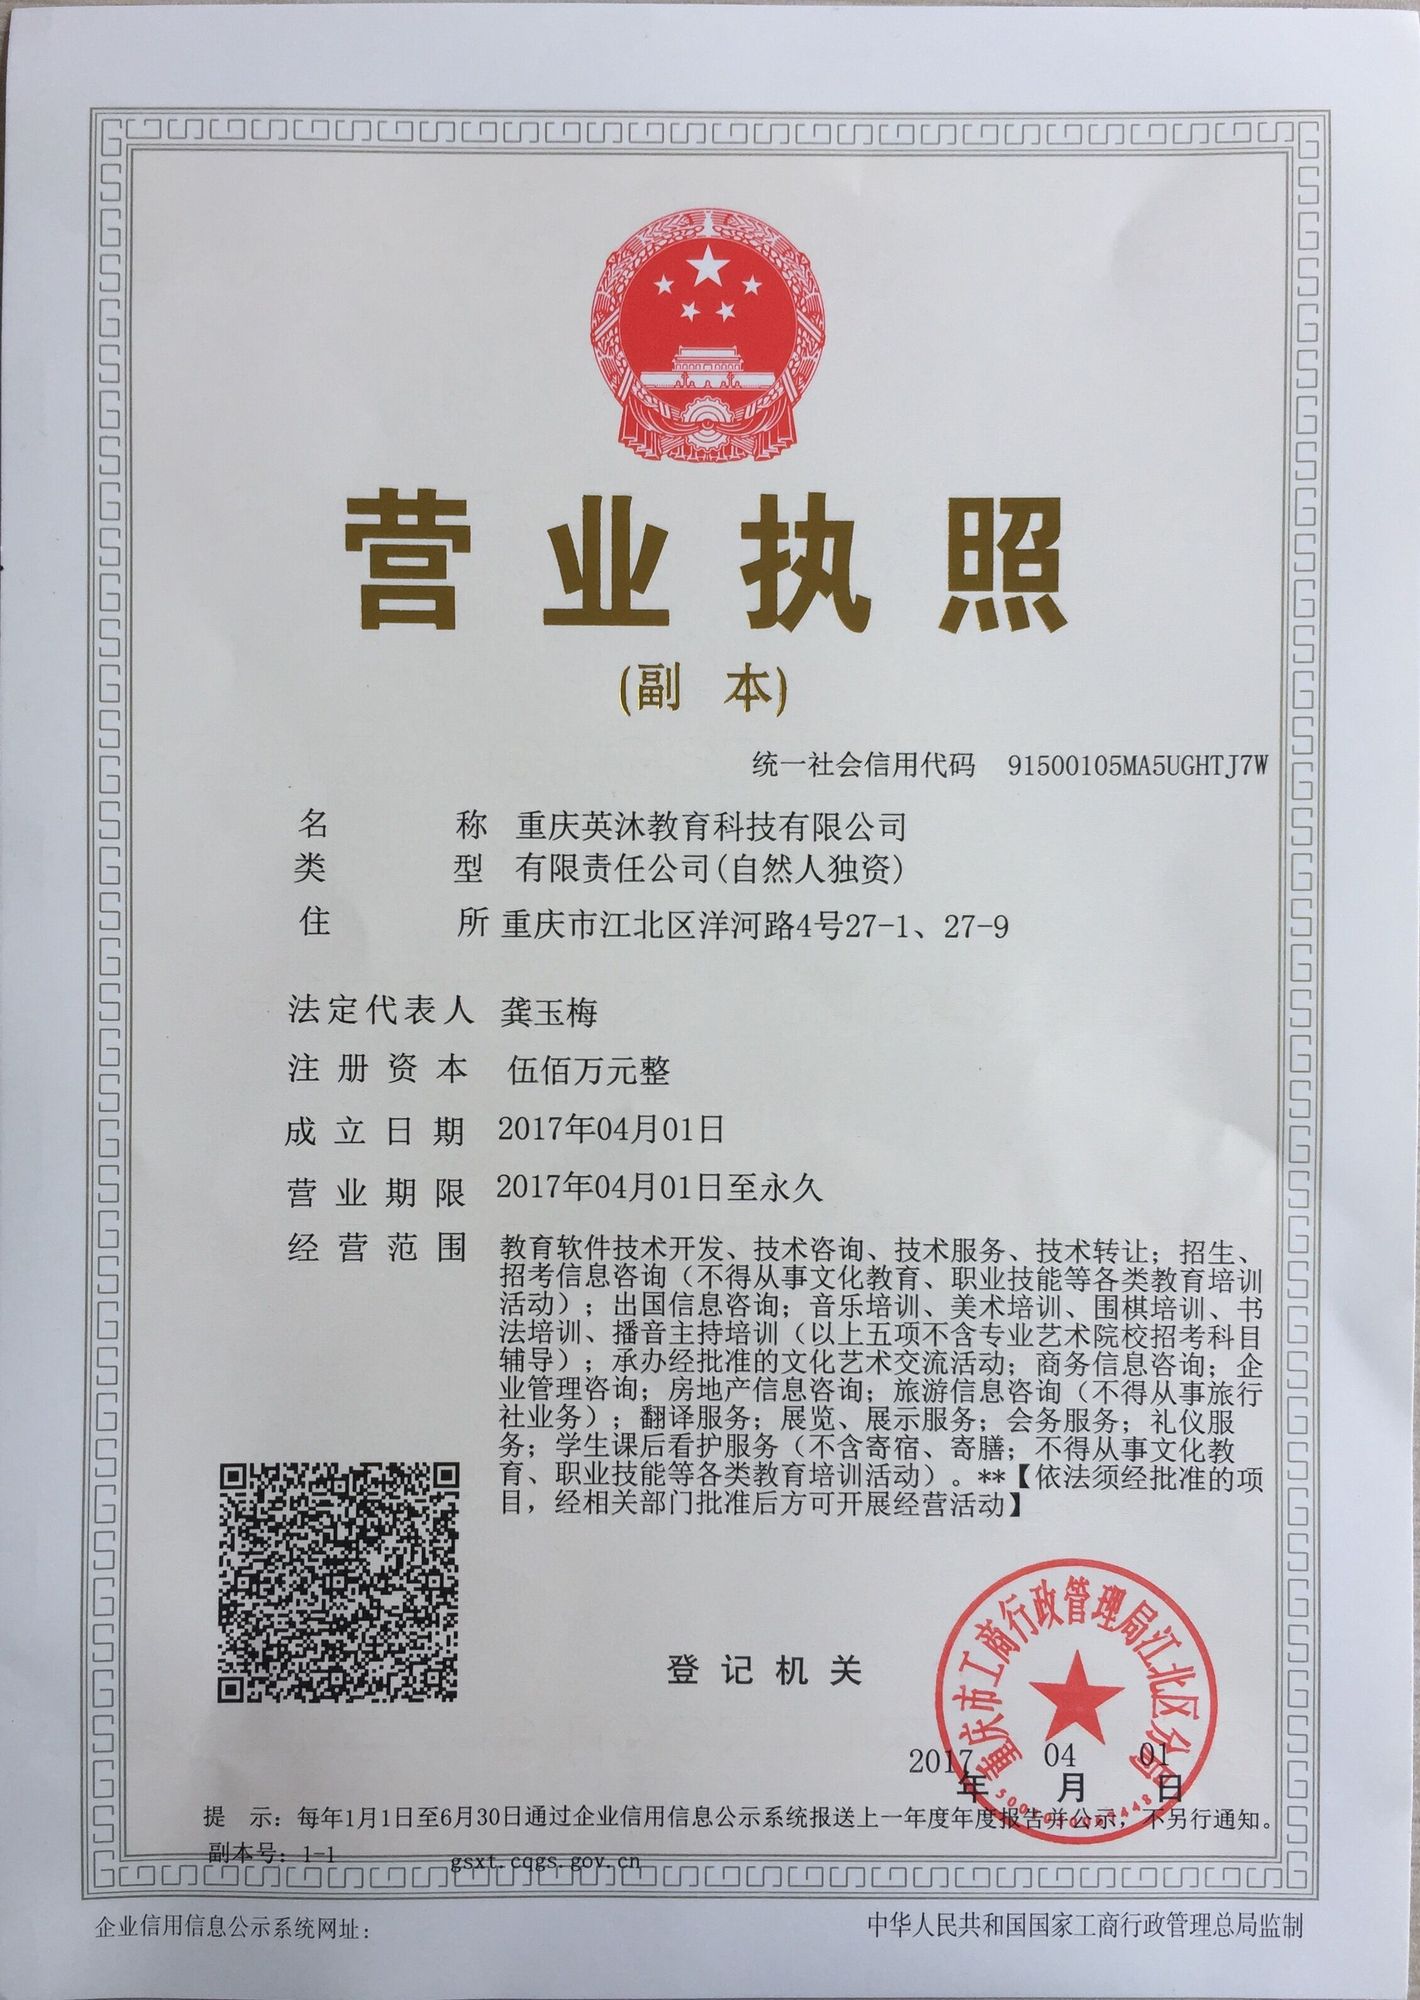 营业执照
(副 本)
统一社会信用代码 91500105MA5UGHTJ7W
名 称 重庆英沐教育科技有限公司
类 型 有限责任公司(自然人独资)
住 所 重庆市江北区洋河路4号27-1、27-9
法定代表人 龚玉梅
注册资本 伍佰万元整
成立日期 2017年04月01日
营业期限 2017年04月01日至永久
经营范围 教育软件技术开发、技术咨询、技术服务、技术转让；招生、
招考信息咨询（不得从事文化教育、职业技能等各类教育培训
活动）；出国信息咨询；音乐培训、美术培训、围棋培训、书
法培训、播音主持培训（以上五项不含专业艺术院校招考科目
辅导）；承办经批准的文化艺术交流活动；商务信息咨询；企
业管理咨询；房地产信息咨询；旅游信息咨询（不得从事旅行
社业务）；翻译服务；展览、展示服务；会务服务；礼仪服
务；学生课后看护服务（不含寄宿、寄膳；不得从事文化教
育、职业技能等各类教育培训活动）。**【依法须经批准的项
目，经相关部门批准后方可开展经营活动】
登记机关
重庆市工商行政管理局江北区分局
2017年04月01日
提 示：每年1月1日至6月30日通过企业信用信息公示系统报送上一年度年度报告并公示，不另行通知。
副本号：1-1
gsxt.cqgs.gov.cn
企业信用信息公示系统网址：
中华人民共和国国家工商行政管理总局监制